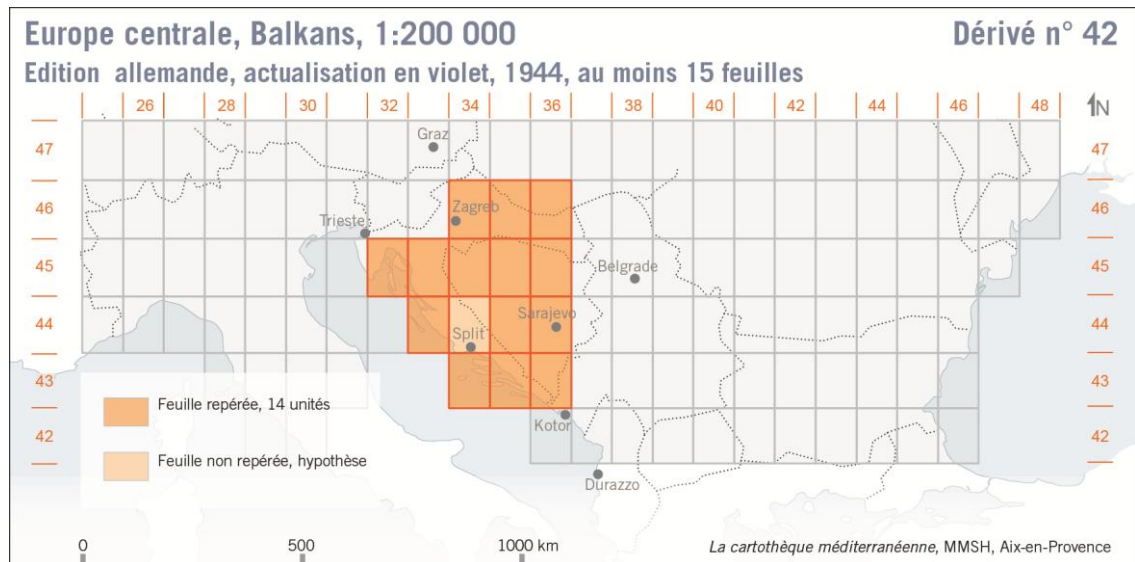 Europe centrale, Balkans, 1:200 000
Dérivé n° 42
Edition allemande, actualisation en violet, 1944, au moins 15 feuilles
26 28 30 32 34 36 38 40 42 44 46 48
N
Graz
47 47
46 Zagreb 46
Trieste
45 Belgrade 45
44 Sarajevo 44
Split
43 43
Feuille repérée, 14 unités
Kotor
42 42
Feuille non repérée, hypothèse
Durazzo
0 500 1000 km
La cartothèque méditerranéenne, MMSH, Aix-en-Provence